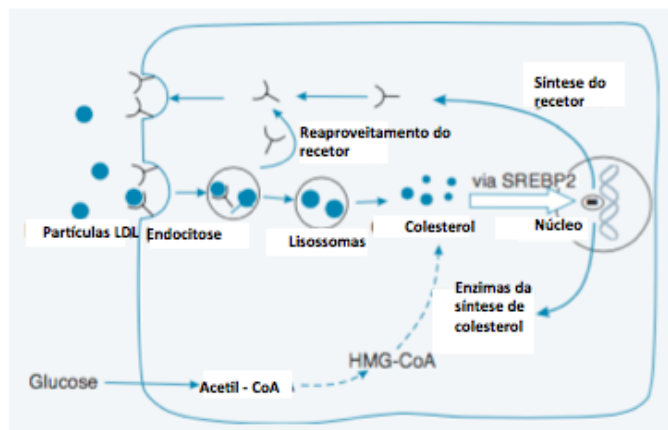 Síntese do
recetor
Reaproveitamento do
recetor
via SREBP2
Partículas LDL
Endocitose
Lisossomas
Colesterol
Núcleo
Enzimas da
síntese de
colesterol
HMG-CoA
Glucose
Acetil - CoA